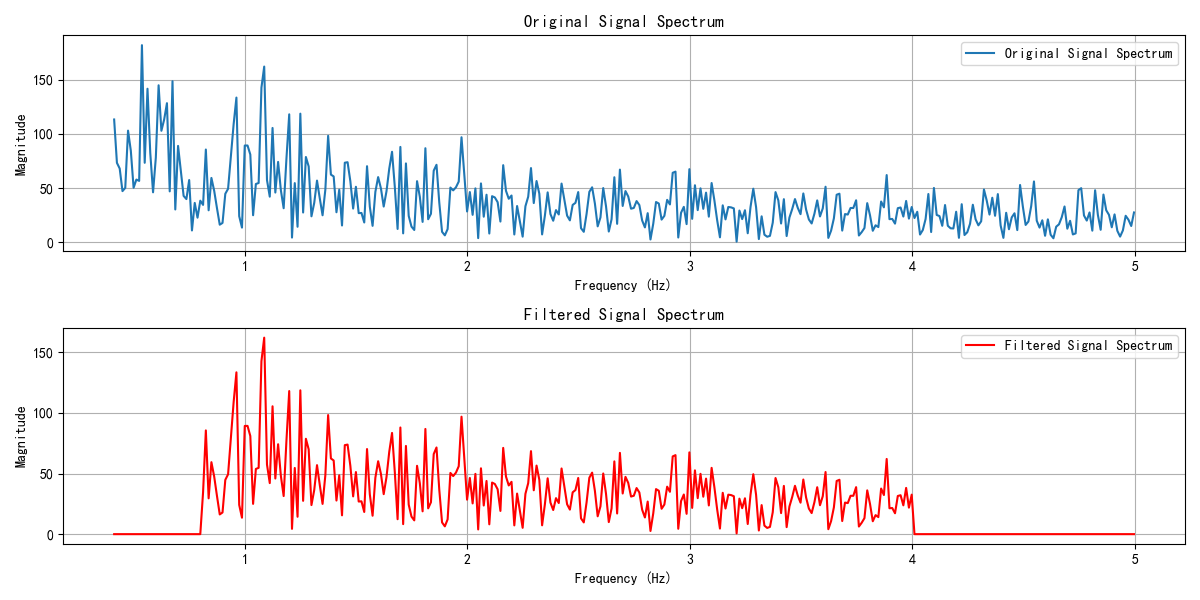 Original Signal Spectrum
Original Signal Spectrum
Magnitude
150
100
50
0
1
2
3
4
5
Frequency (Hz)
Filtered Signal Spectrum
Filtered Signal Spectrum
Magnitude
150
100
50
0
1
2
3
4
5
Frequency (Hz)